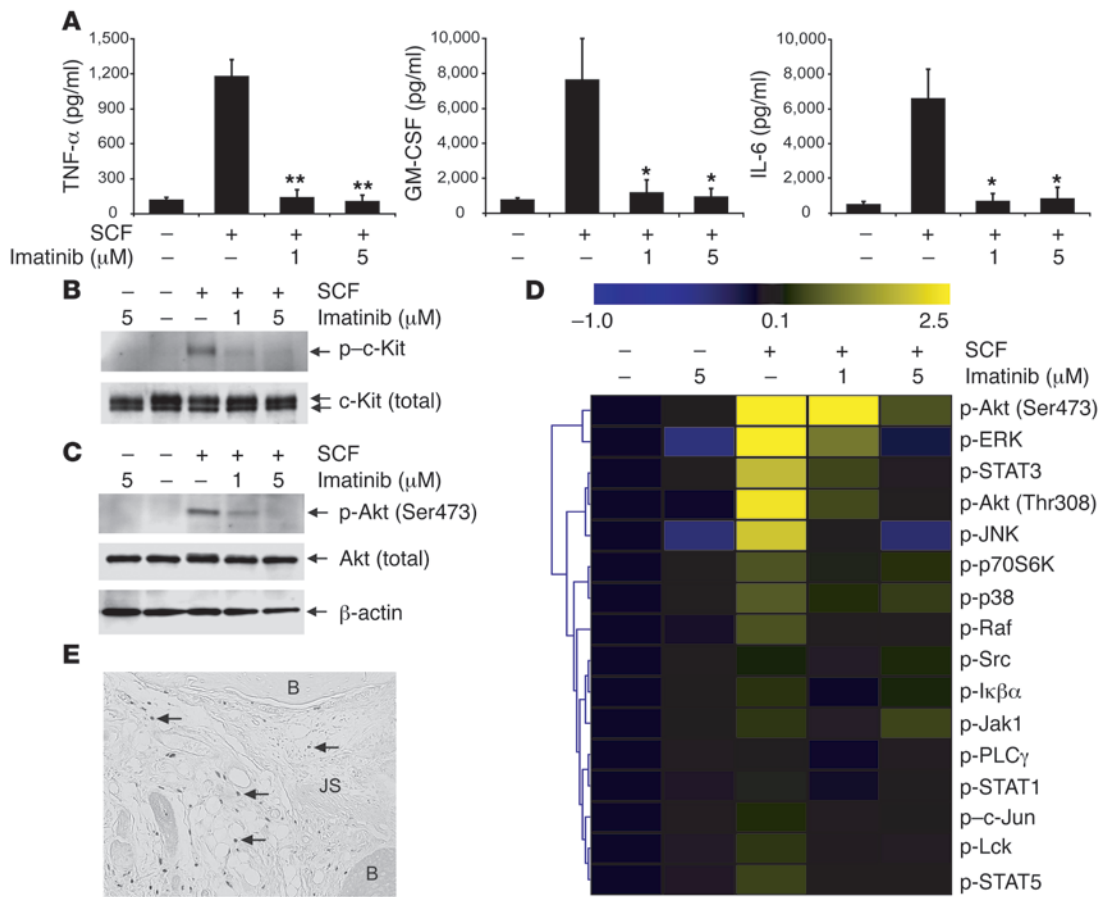 A
TNF-α (pg/ml)
1,500
1,200
900
600
300
0
** **
SCF – + + +
Imatinib (μM) – – 1 5
GM-CSF (pg/ml)
10,000
8,000
6,000
4,000
2,000
0
* *
– + + +
– – 1 5
IL-6 (pg/ml)
10,000
8,000
6,000
4,000
2,000
0
* *
– + + +
– – 1 5
B
– – + + + SCF
5 – – 1 5 Imatinib (μM)
p–c-Kit
c-Kit (total)
C
– – + + + SCF
5 – – 1 5 Imatinib (μM)
p-Akt (Ser473)
Akt (total)
β-actin
D
–1.0 0.1 2.5
– – + + + SCF
– 5 – 1 5 Imatinib (μM)
p-Akt (Ser473)
p-ERK
p-STAT3
p-Akt (Thr308)
p-JNK
p-p70S6K
p-p38
p-Raf
p-Src
p-Iκβα
p-Jak1
p-PLCγ
p-STAT1
p–c-Jun
p-Lck
p-STAT5
E
B
JS
B